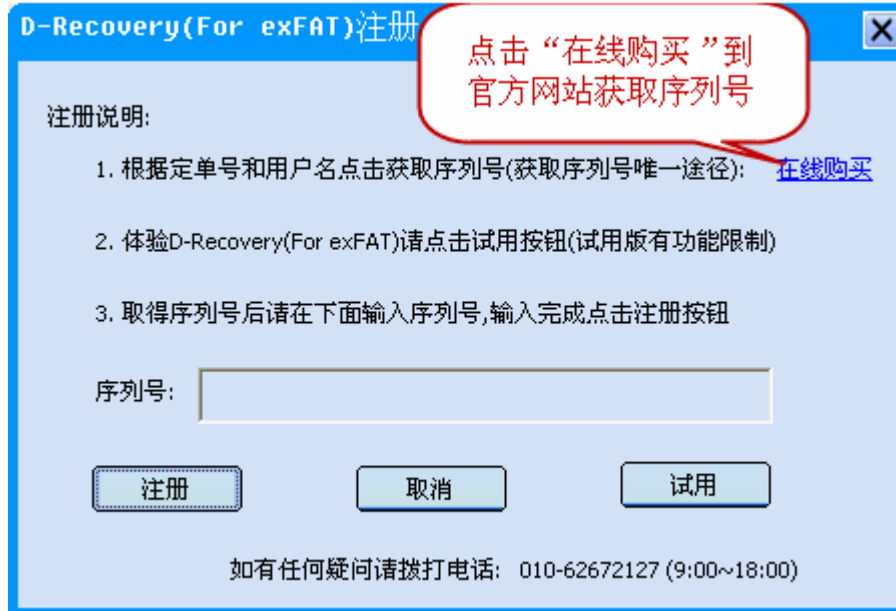 D-Recovery(For exFAT)注册
点击“在线购买”到
官方网站获取序列号
注册说明:
1. 根据定单号和用户名点击获取序列号(获取序列号唯一途径): 在线购买
2. 体验D-Recovery(For exFAT)请点击试用按钮(试用版有功能限制)
3. 取得序列号后请在下面输入序列号,输入完成点击注册按钮
序列号:
注册 取消 试用
如有任何疑问请拨打电话: 010-62672127 (9:00~18:00)